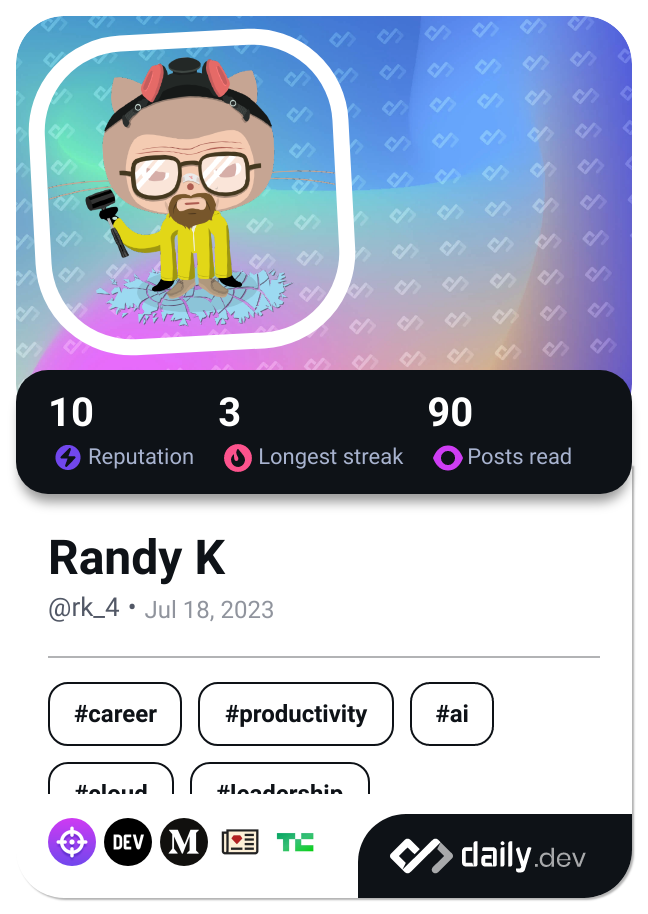 10 3 90
Reputation Longest streak Posts read
Randy K
@rk_4 • Jul 18, 2023
#career #productivity #ai
#cloud #leadership
DEV M TC
daily.dev